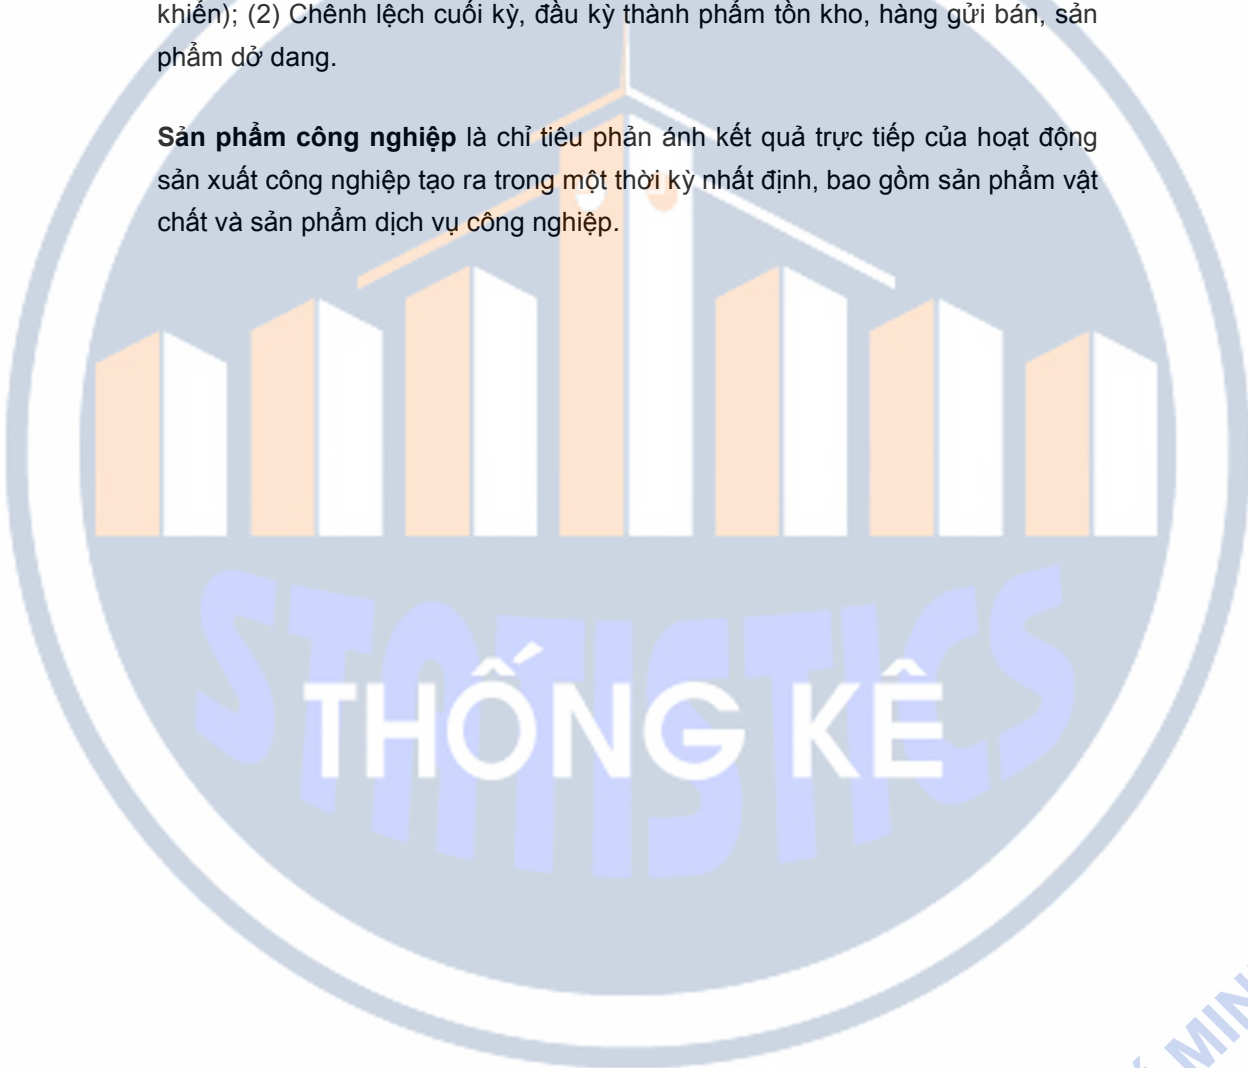 khiển); (2) Chênh lệch cuối kỳ, đầu kỳ thành phẩm tồn kho, hàng gửi bán, sản
phẩm dở dang.
Sản phẩm công nghiệp là chỉ tiêu phản ánh kết quả trực tiếp của hoạt động
sản xuất công nghiệp tạo ra trong một thời kỳ nhất định, bao gồm sản phẩm vật
chất và sản phẩm dịch vụ công nghiệp.
STATISTICS
THỐNG KÊ